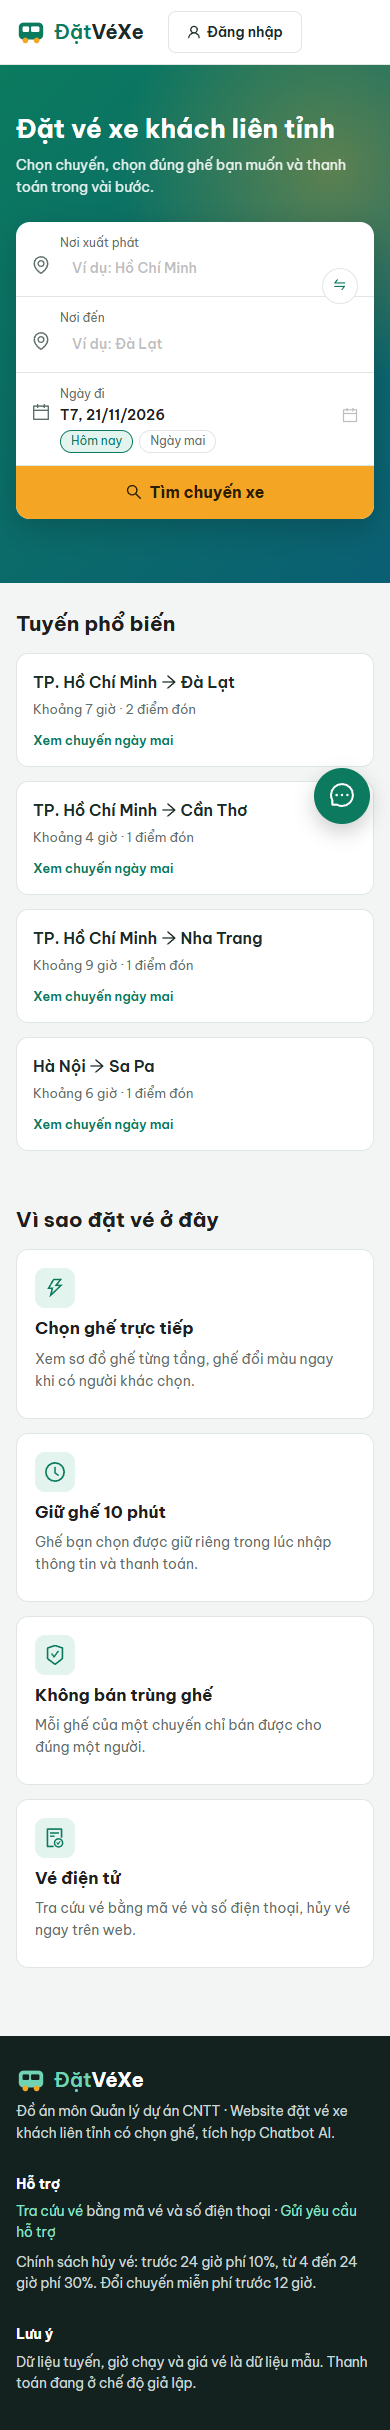 ĐặtVéXe
Đăng nhập
Đặt vé xe khách liên tỉnh
Chọn chuyến, chọn đúng ghế bạn muốn và thanh
toán trong vài bước.
Nơi xuất phát
Ví dụ: Hồ Chí Minh
Nơi đến
Ví dụ: Đà Lạt
Ngày đi
T7, 21/11/2026
Hôm nay
Ngày mai
Tìm chuyến xe
Tuyến phổ biến
TP. Hồ Chí Minh → Đà Lạt
Khoảng 7 giờ · 2 điểm đón
Xem chuyến ngày mai
TP. Hồ Chí Minh → Cần Thơ
Khoảng 4 giờ · 1 điểm đón
Xem chuyến ngày mai
TP. Hồ Chí Minh → Nha Trang
Khoảng 9 giờ · 1 điểm đón
Xem chuyến ngày mai
Hà Nội → Sa Pa
Khoảng 6 giờ · 1 điểm đón
Xem chuyến ngày mai
Vì sao đặt vé ở đây
Chọn ghế trực tiếp
Xem sơ đồ ghế từng tầng, ghế đổi màu ngay
khi có người khác chọn.
Giữ ghế 10 phút
Ghế bạn chọn được giữ riêng trong lúc nhập
thông tin và thanh toán.
Không bán trùng ghế
Mỗi ghế của một chuyến chỉ bán được cho
đúng một người.
Vé điện tử
Tra cứu vé bằng mã vé và số điện thoại, hủy vé
ngay trên web.
ĐặtVéXe
Đồ án môn Quản lý dự án CNTT · Website đặt vé xe
khách liên tỉnh có chọn ghế, tích hợp Chatbot AI.
Hỗ trợ
Tra cứu vé bằng mã vé và số điện thoại · Gửi yêu cầu
hỗ trợ
Chính sách hủy vé: trước 24 giờ phí 10%, từ 4 đến 24
giờ phí 30%. Đổi chuyến miễn phí trước 12 giờ.
Lưu ý
Dữ liệu tuyến, giờ chạy và giá vé là dữ liệu mẫu. Thanh
toán đang ở chế độ giả lập.